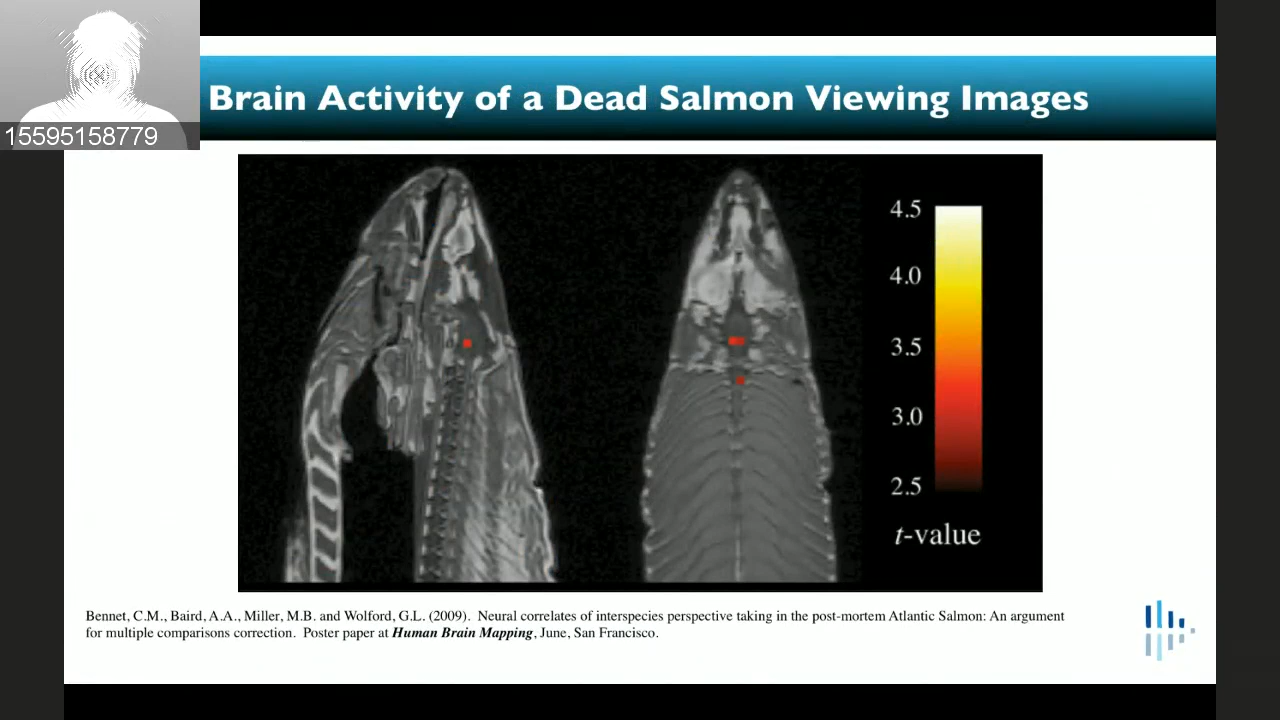 15595158779
Brain Activity of a Dead Salmon Viewing Images
4.5
4.0
3.5
3.0
2.5
t-value
Bennet, C.M., Baird, A.A., Miller, M.B. and Wolford, G.L. (2009). Neural correlates of interspecies perspective taking in the post-mortem Atlantic Salmon: An argument
for multiple comparisons correction. Poster paper at Human Brain Mapping, June, San Francisco.